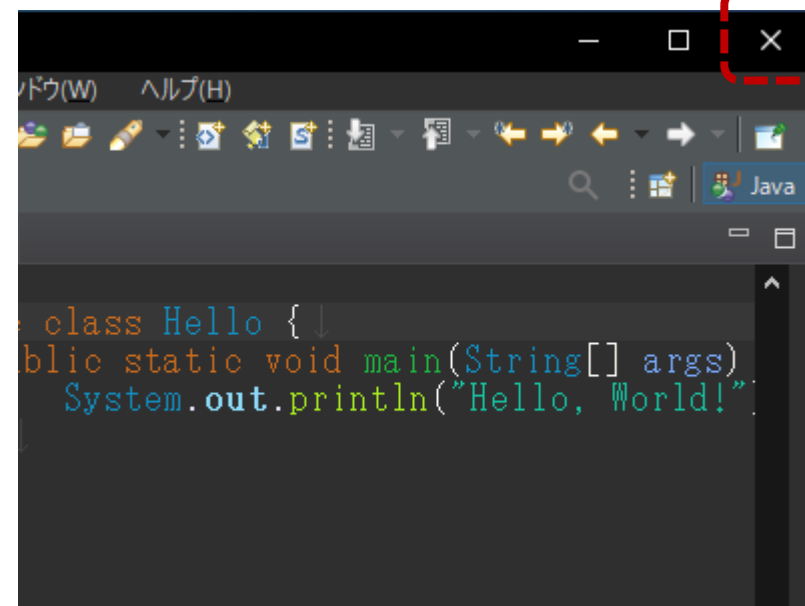 ンドウ(W) ヘルプ(H)
Java
class Hello {↓
blic static void main(String[] args)
System.out.println("Hello, World!"
↓